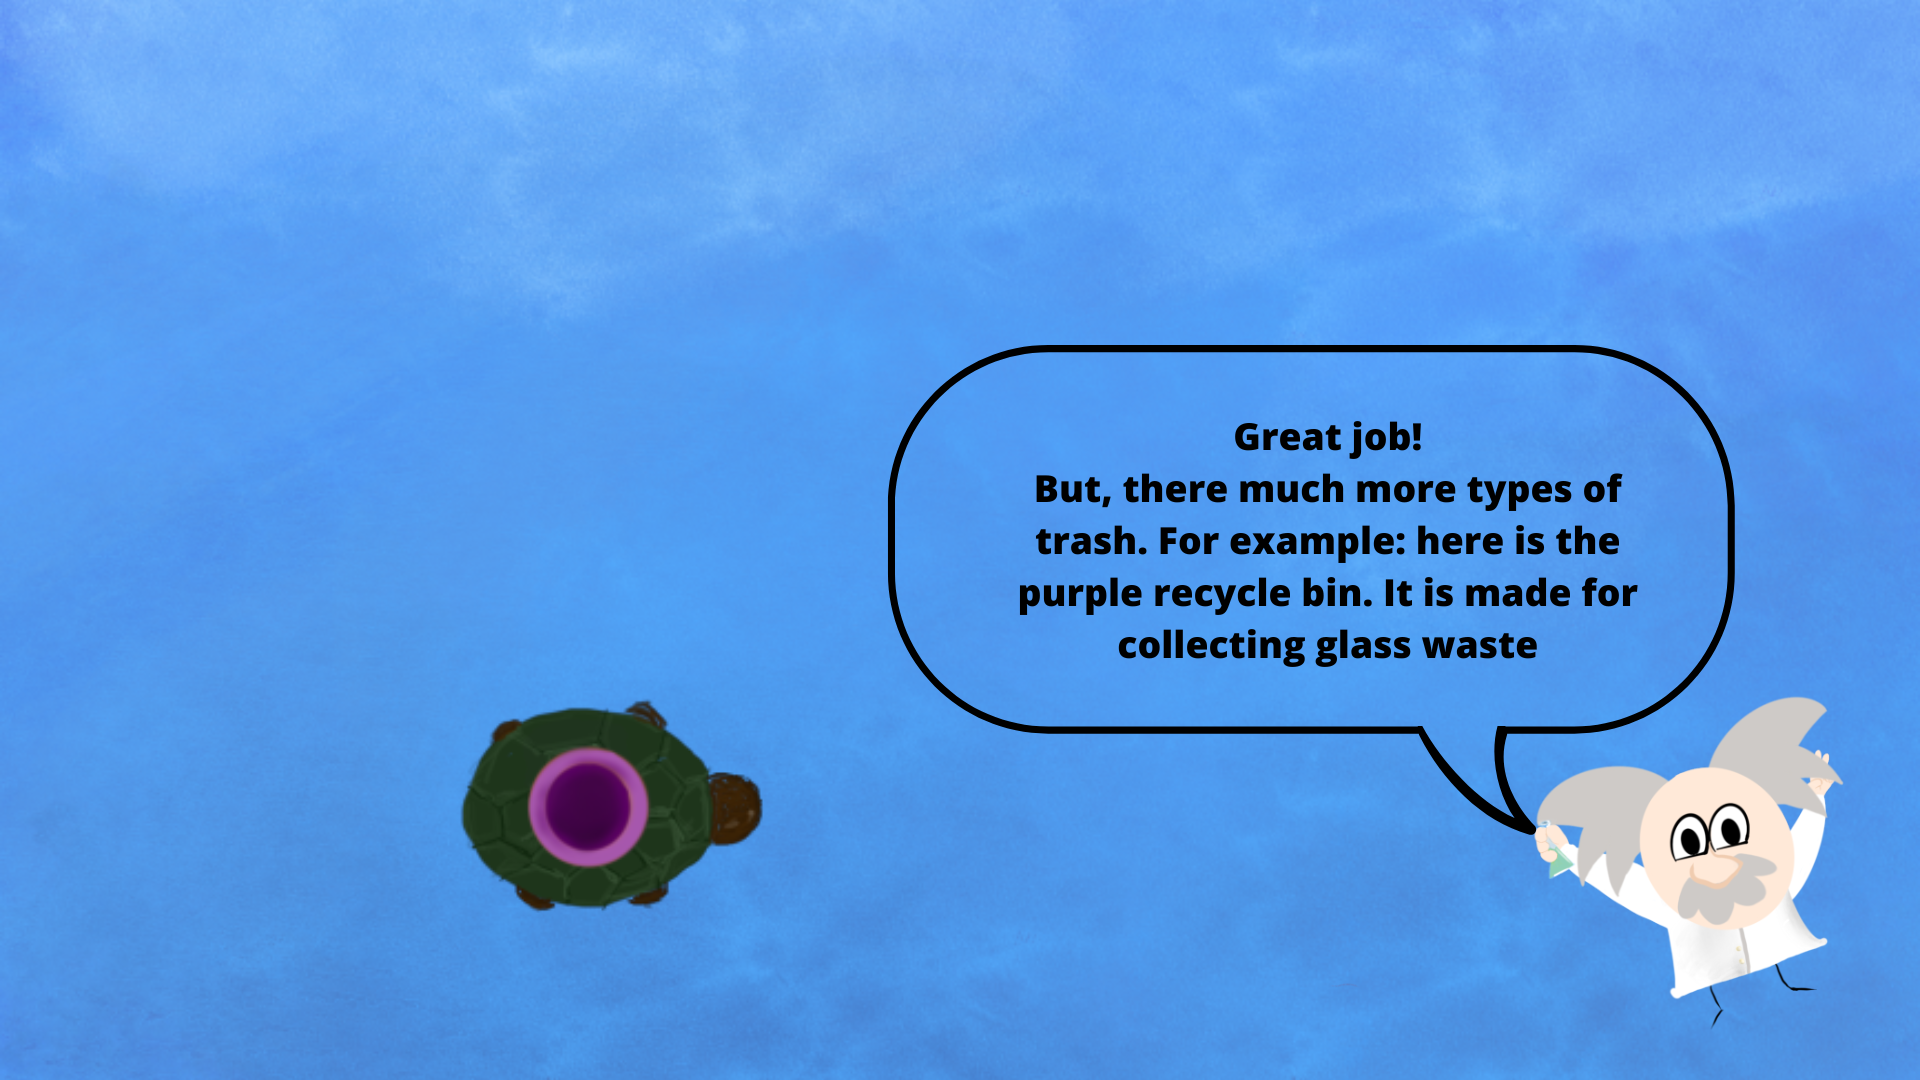 Great job!
But, there much more types of
trash. For example: here is the
purple recycle bin. It is made for
collecting glass waste